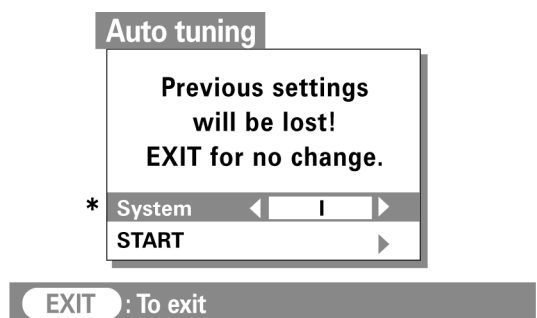 Auto tuning
Previous settings
will be lost!
EXIT for no change.
* System I
START
EXIT : To exit